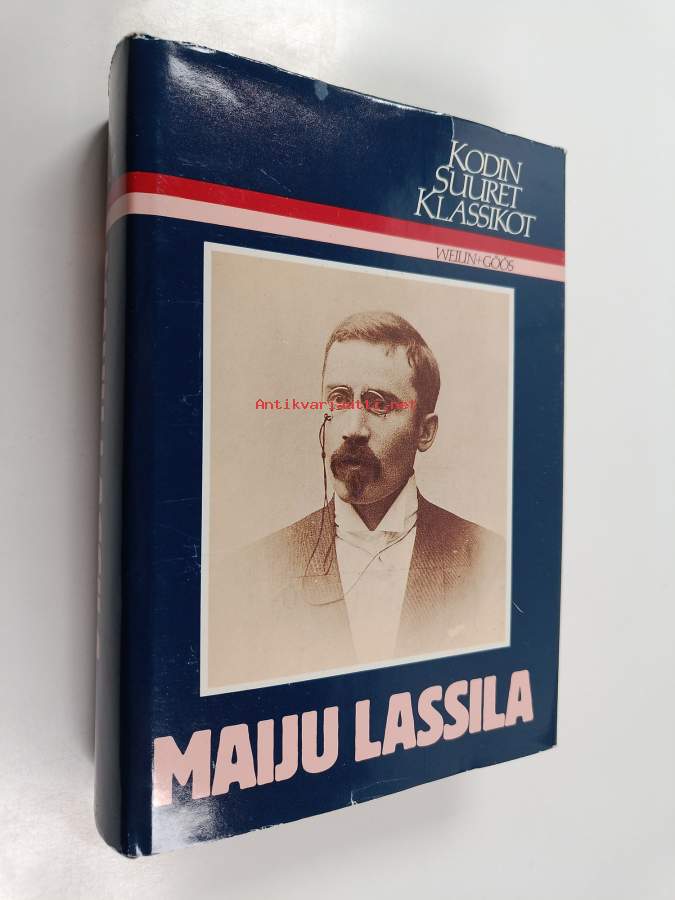 KODIN
SUURET
KLASSIKOT
WEILIN+GÖÖS
Antikvariaatti.net
MAIJU LASSILA